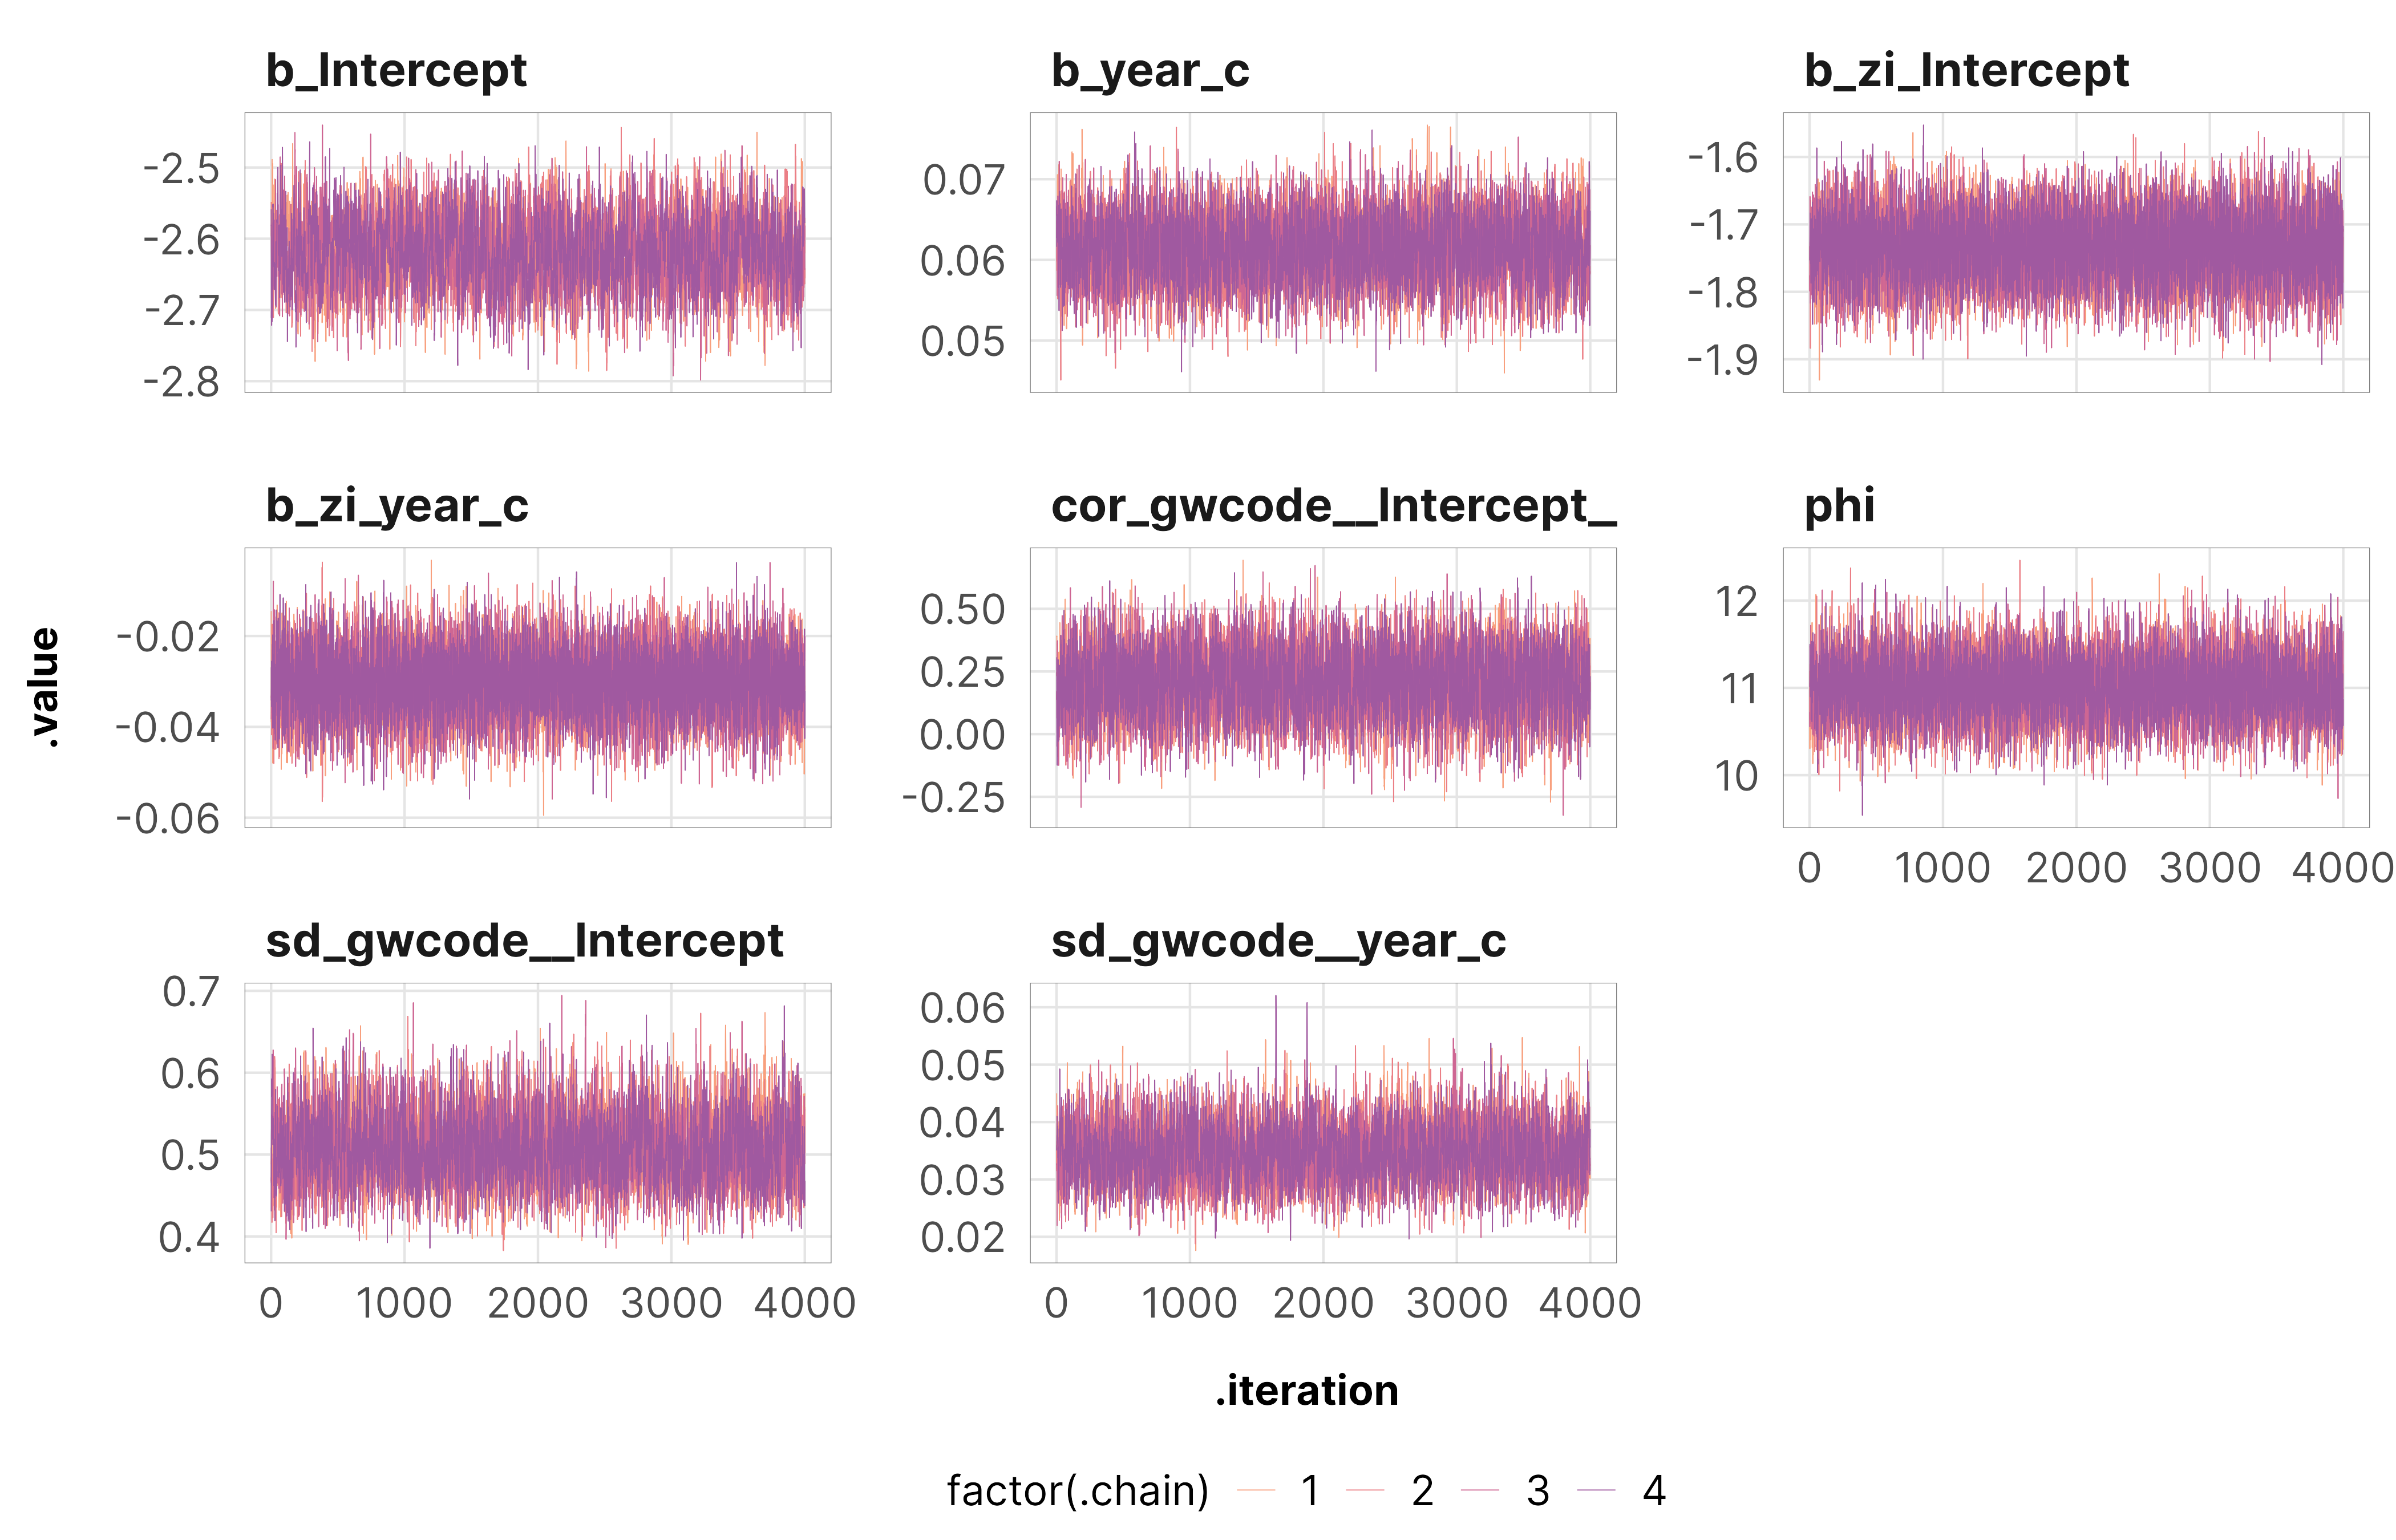 b_Intercept
-2.5
-2.6
-2.7
-2.8
b_year_c
0.07
0.06
0.05
b_zi_Intercept
-1.6
-1.7
-1.8
-1.9
b_zi_year_c
-0.02
-0.04
-0.06
cor_gwcode__Intercept__
0.50
0.25
0.00
-0.25
phi
12
11
10
0 1000 2000 3000 4000
sd_gwcode__Intercept
0.7
0.6
0.5
0.4
0 1000 2000 3000 4000
sd_gwcode__year_c
0.06
0.05
0.04
0.03
0.02
0 1000 2000 3000 4000
.value
.iteration
factor(.chain) 1 2 3 4